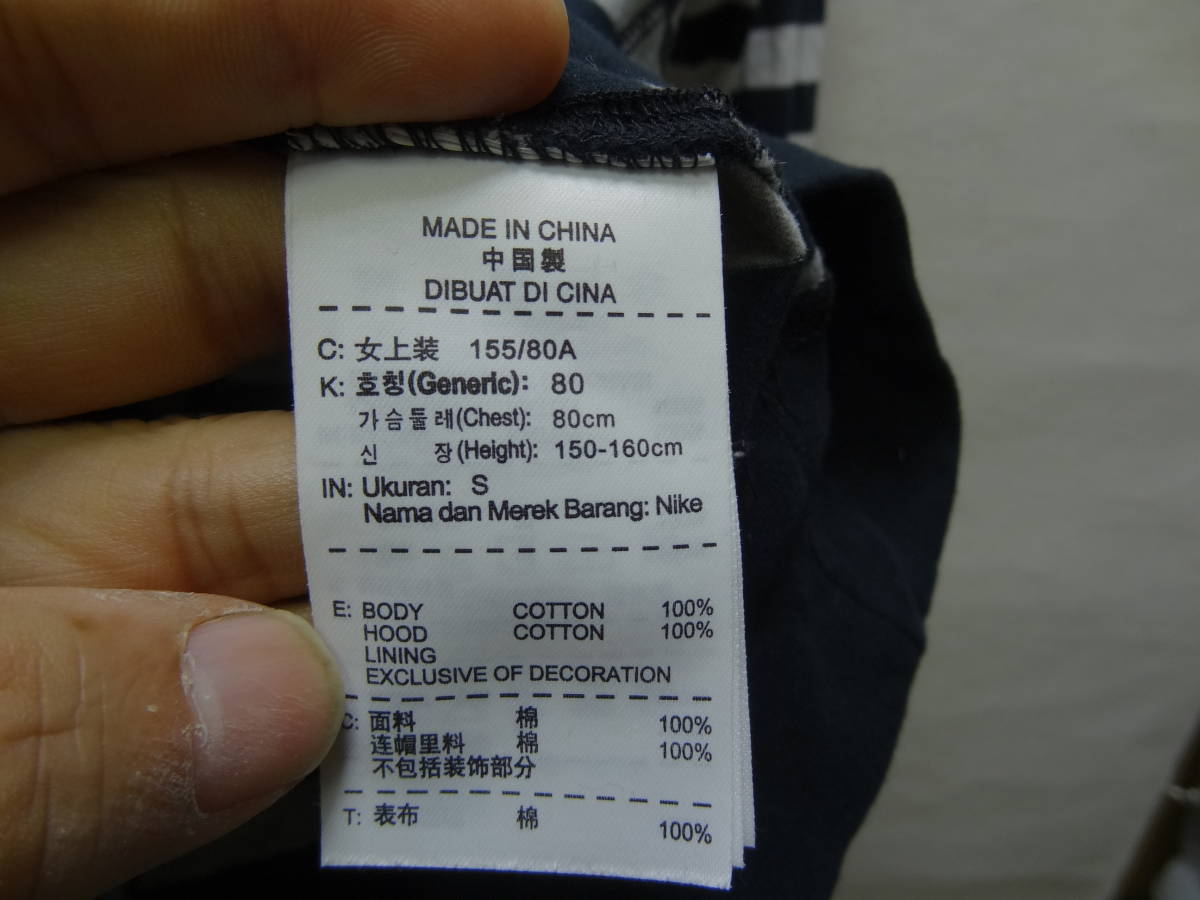 MADE IN CHINA
中国製
DIBUAT DI CINA
C: 女上装 155/80A
K: 호칭(Generic): 80
가슴둘레(Chest): 80cm
신 장(Height): 150-160cm
IN: Ukuran: S
Nama dan Merek Barang: Nike
E: BODY COTTON 100%
HOOD COTTON 100%
LINING
EXCLUSIVE OF DECORATION
C: 面料 棉 100%
连帽里料 棉 100%
不包括装饰部分
T: 表布 棉 100%